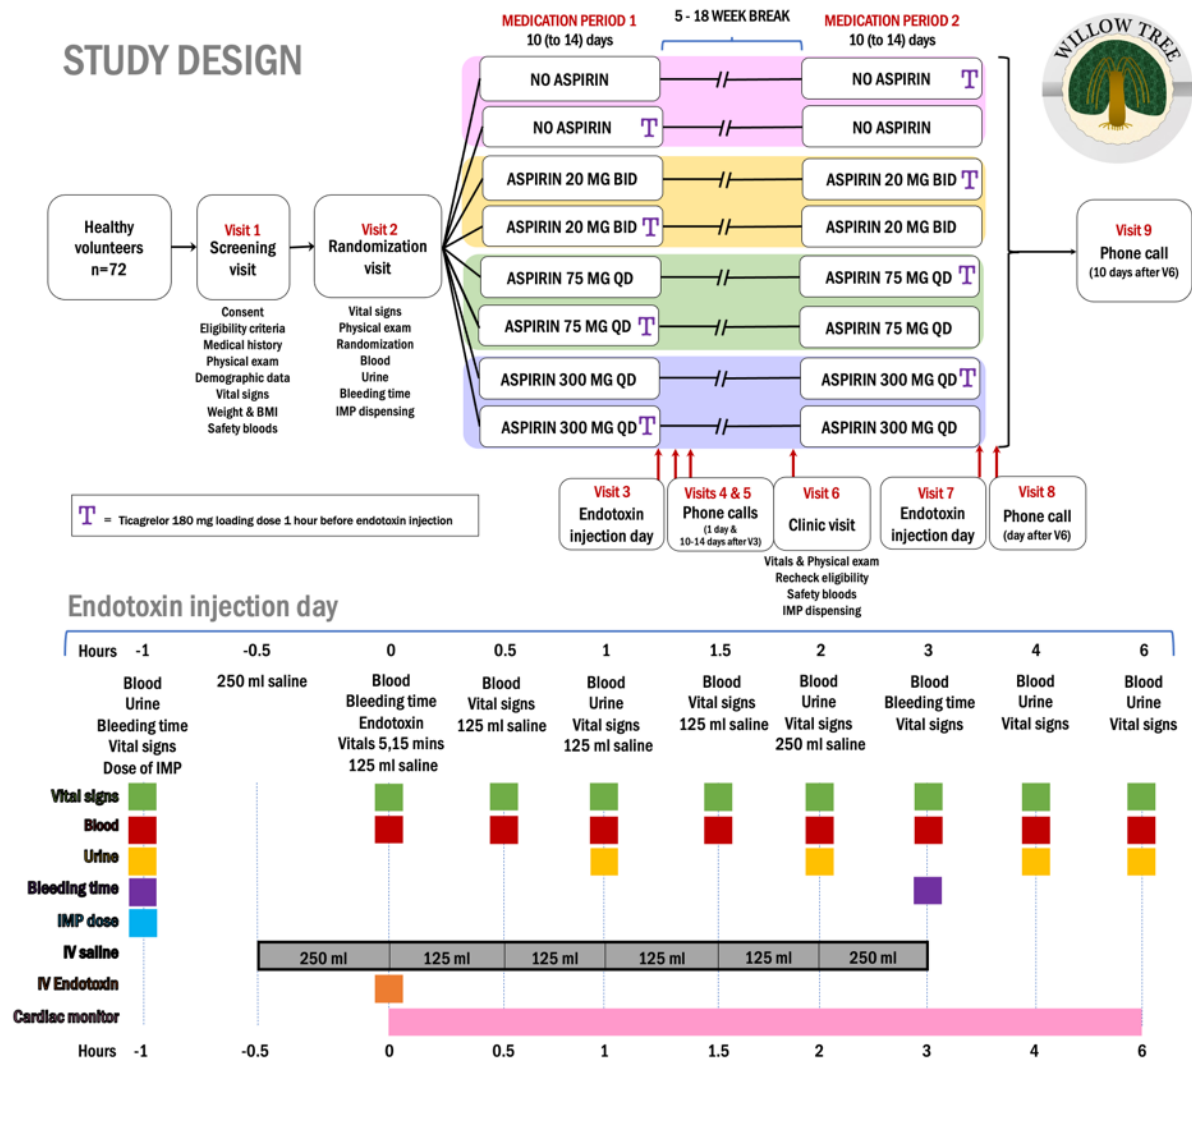 STUDY DESIGN
MEDICATION PERIOD 1
10 (to 14) days
5 - 18 WEEK BREAK
MEDICATION PERIOD 2
10 (to 14) days
WILLOW TREE
NO ASPIRIN
NO ASPIRIN T
NO ASPIRIN T
NO ASPIRIN
ASPIRIN 20 MG BID
ASPIRIN 20 MG BID T
ASPIRIN 20 MG BID T
ASPIRIN 20 MG BID
ASPIRIN 75 MG QD
ASPIRIN 75 MG QD T
ASPIRIN 75 MG QD T
ASPIRIN 75 MG QD
ASPIRIN 300 MG QD
ASPIRIN 300 MG QD T
ASPIRIN 300 MG QD T
ASPIRIN 300 MG QD
Healthy
volunteers
n=72
Visit 1
Screening
visit
Consent
Eligibility criteria
Medical history
Physical exam
Demographic data
Vital signs
Weight & BMI
Safety bloods
Visit 2
Randomization
visit
Vital signs
Physical exam
Randomization
Blood
Urine
Bleeding time
IMP dispensing
Visit 9
Phone call
(10 days after V6)
T = Ticagrelor 180 mg loading dose 1 hour before endotoxin injection
Visit 3
Endotoxin
injection day
Visits 4 & 5
Phone calls
(1 day &
10-14 days after V3)
Visit 6
Clinic visit
Vitals & Physical exam
Recheck eligibility
Safety bloods
IMP dispensing
Visit 7
Endotoxin
injection day
Visit 8
Phone call
(day after V6)
Endotoxin injection day
Hours -1 -0.5 0 0.5 1 1.5 2 3 4 6
Blood
Urine
Bleeding time
Vital signs
Dose of IMP
250 ml saline
Blood
Bleeding time
Endotoxin
Vitals 5,15 mins
125 ml saline
Blood
Vital signs
125 ml saline
Blood
Urine
Vital signs
125 ml saline
Blood
Vital signs
125 ml saline
Blood
Urine
Vital signs
250 ml saline
Blood
Bleeding time
Vital signs
Blood
Urine
Vital signs
Blood
Urine
Vital signs
Vital signs
Blood
Urine
Bleeding time
IMP dose
IV saline 250 ml 125 ml 125 ml 125 ml 125 ml 250 ml
IV Endotoxin
Cardiac monitor
Hours -1 -0.5 0 0.5 1 1.5 2 3 4 6